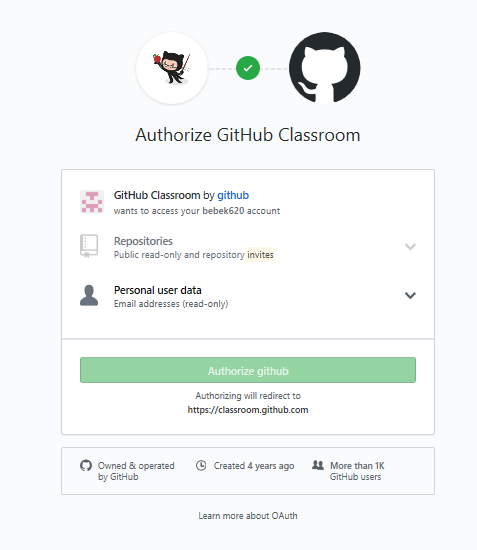 Authorize GitHub Classroom
GitHub Classroom by github
wants to access your bebek620 account
Repositories
Public read-only and repository invites
Personal user data
Email addresses (read-only)
Authorize github
Authorizing will redirect to
https://classroom.github.com
Owned & operated
by GitHub
Created 4 years ago
More than 1K
GitHub users
Learn more about OAuth